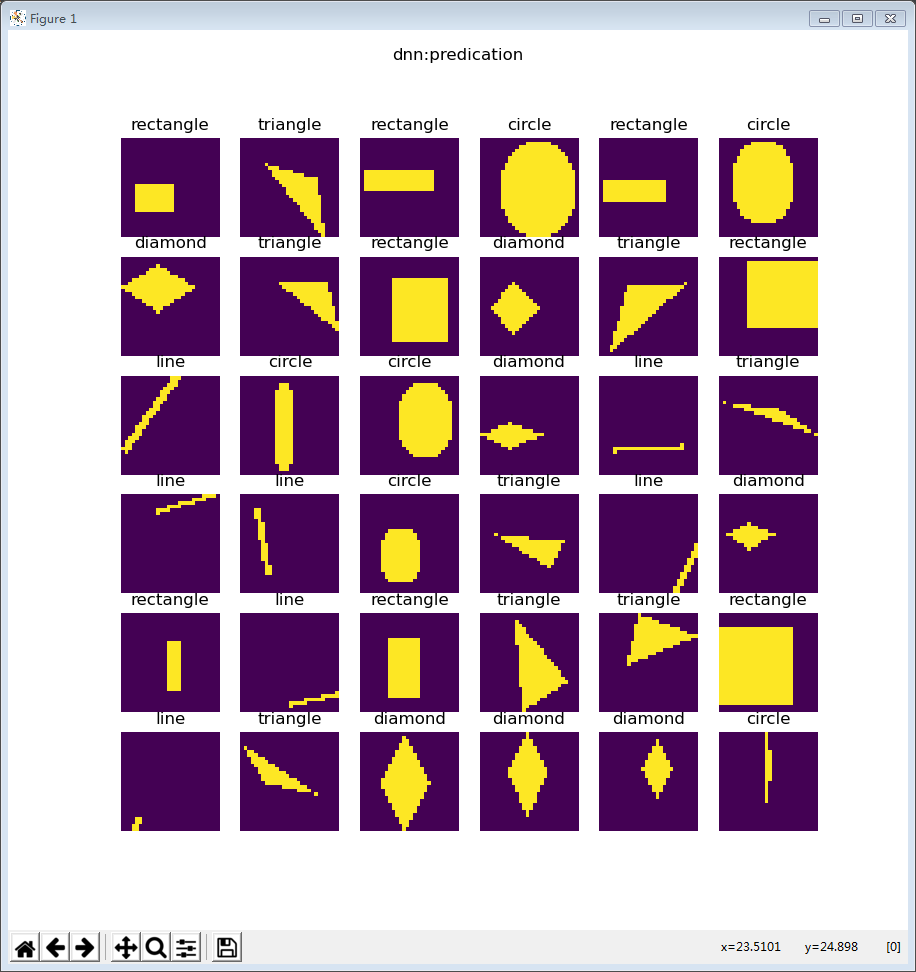 Figure 1
dnn:predication
rectangle triangle rectangle circle rectangle circle
diamond triangle rectangle diamond triangle rectangle
line circle circle diamond line triangle
line line circle triangle line diamond
rectangle line rectangle triangle triangle rectangle
line triangle diamond diamond diamond circle
x=23.5101 y=24.898 [0]